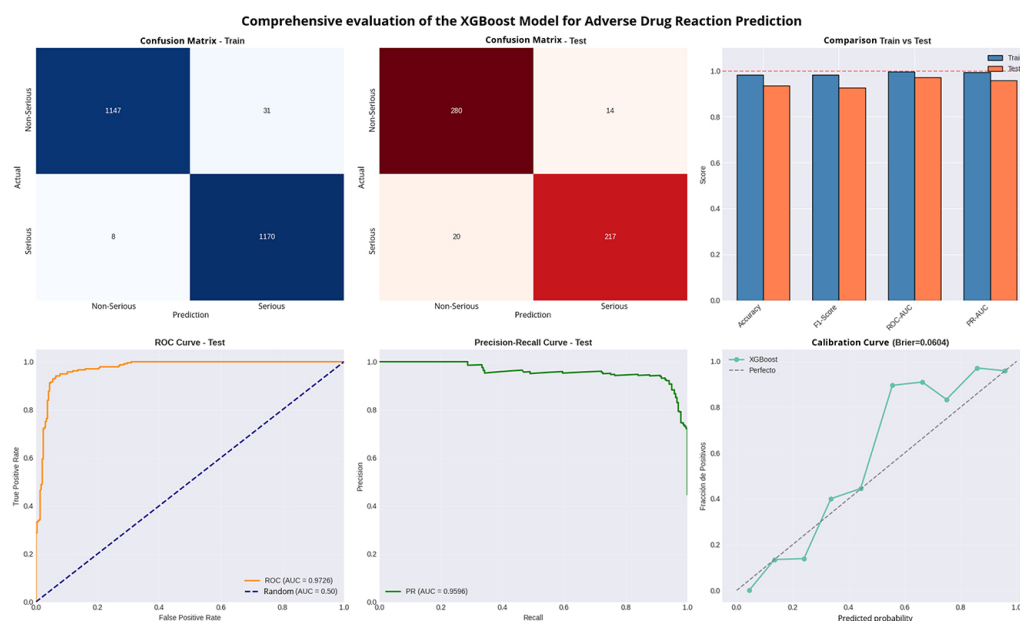 Comprehensive evaluation of the XGBoost Model for Adverse Drug Reaction Prediction
Confusion Matrix - Train
Non-Serious
Serious
Actual
1147
31
8
1170
Non-Serious
Serious
Prediction
Confusion Matrix - Test
Non-Serious
Serious
Actual
280
14
20
217
Non-Serious
Serious
Prediction
Comparison Train vs Test
Trai
Test
Score
1.0
0.8
0.6
0.4
0.2
0.0
Accuracy
F1-Score
ROC-AUC
PR-AUC
ROC Curve - Test
True Positive Rate
1.0
0.8
0.6
0.4
0.2
0.0
ROC (AUC = 0.9726)
Random (AUC = 0.50)
0.0
0.2
0.4
0.6
0.8
1.0
False Positive Rate
Precision-Recall Curve - Test
Precision
1.0
0.8
0.6
0.4
0.2
0.0
PR (AUC = 0.9596)
0.0
0.2
0.4
0.6
0.8
1.0
Recall
Calibration Curve (Brier=0.0604)
XGBoost
Perfecto
Fracción de Positivos
1.0
0.8
0.6
0.4
0.2
0.0
0.0
0.2
0.4
0.6
0.8
1.0
Predicted probability